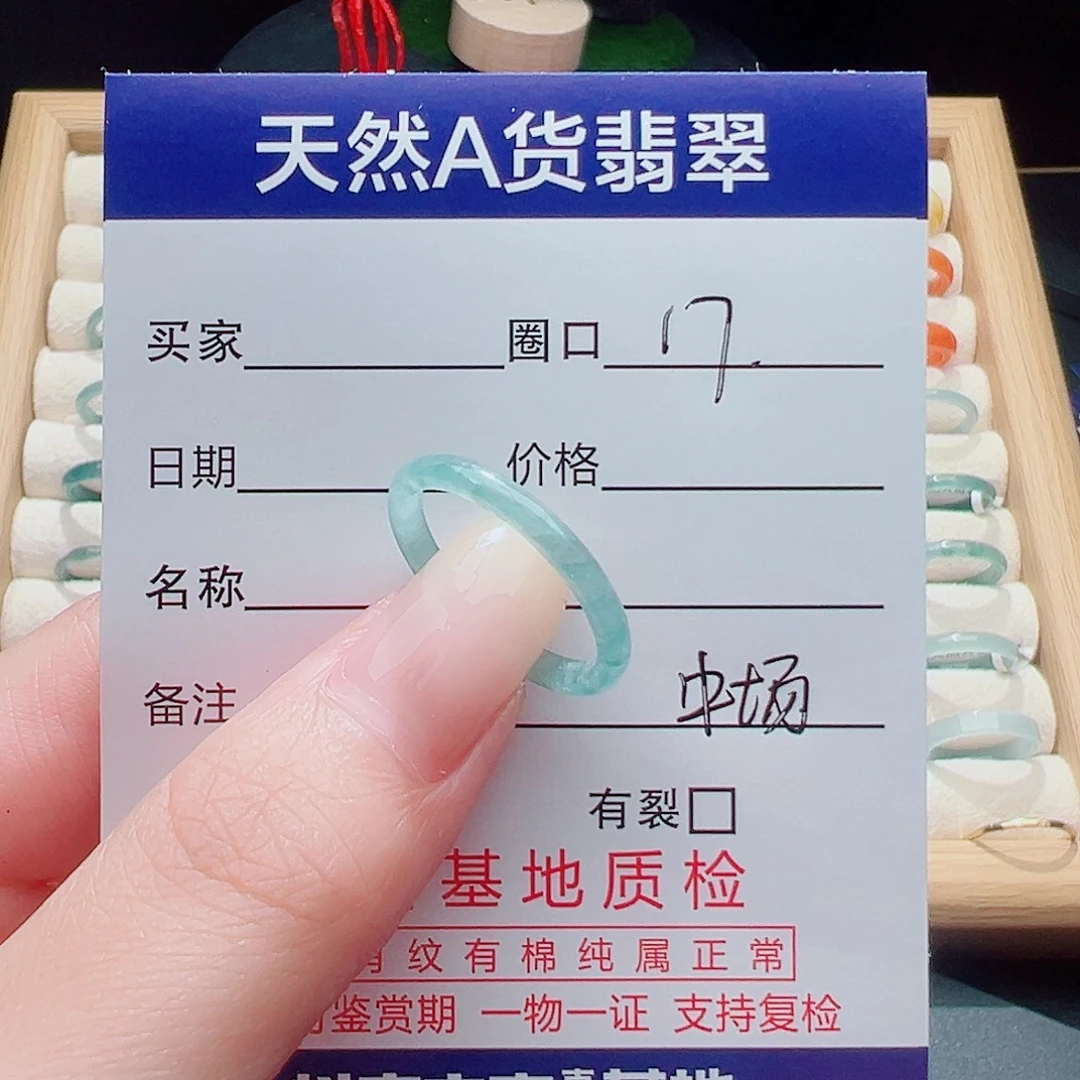 天然A货翡翠
买家 圈口 17.
日期 价格
名称
备注 中场
有裂□
基地质检
纹有棉纯属正常
鉴赏期 一物一证 支持复检